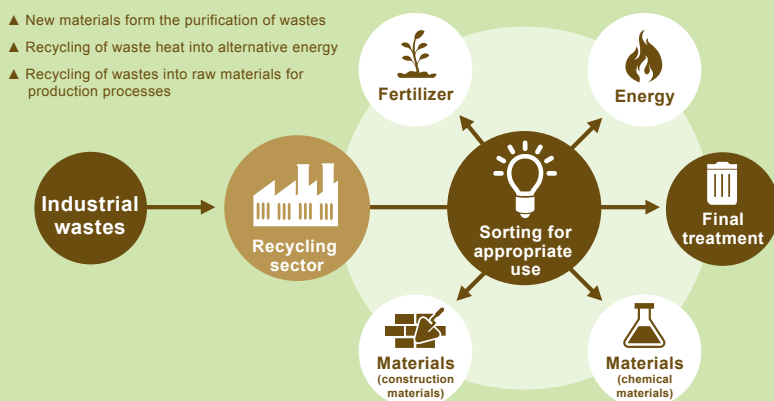 ▲ New materials form the purification of wastes
▲ Recycling of waste heat into alternative energy
▲ Recycling of wastes into raw materials for
production processes
Fertilizer
Energy
Industrial
wastes
Recycling
sector
Sorting for
appropriate
use
Final
treatment
Materials
(construction
materials)
Materials
(chemical
materials)